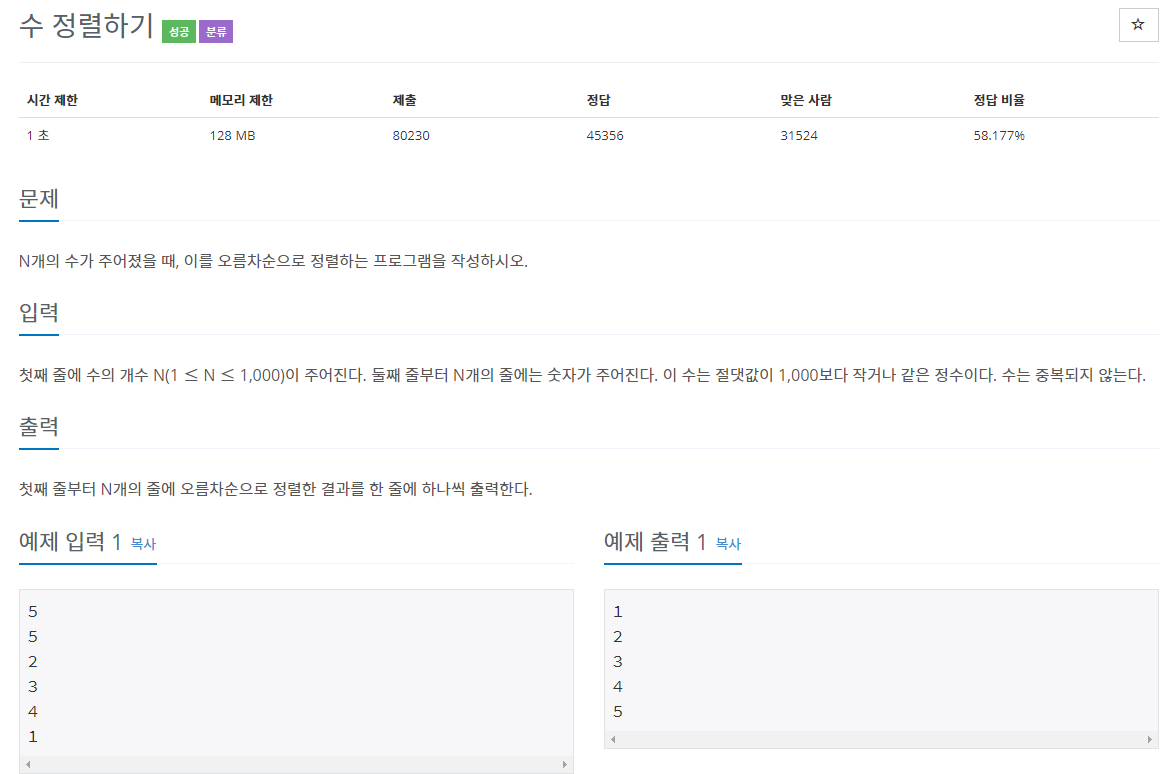 수 정렬하기 성공 분류
☆
시간 제한 메모리 제한 제출 정답 맞은 사람 정답 비율
1 초 128 MB 80230 45356 31524 58.177%
문제
N개의 수가 주어졌을 때, 이를 오름차순으로 정렬하는 프로그램을 작성하시오.
입력
첫째 줄에 수의 개수 N(1 ≤ N ≤ 1,000)이 주어진다. 둘째 줄부터 N개의 줄에는 숫자가 주어진다. 이 수는 절댓값이 1,000보다 작거나 같은 정수이다. 수는 중복되지 않는다.
출력
첫째 줄부터 N개의 줄에 오름차순으로 정렬한 결과를 한 줄에 하나씩 출력한다.
예제 입력 1 복사
5
5
2
3
4
1
예제 출력 1 복사
1
2
3
4
5